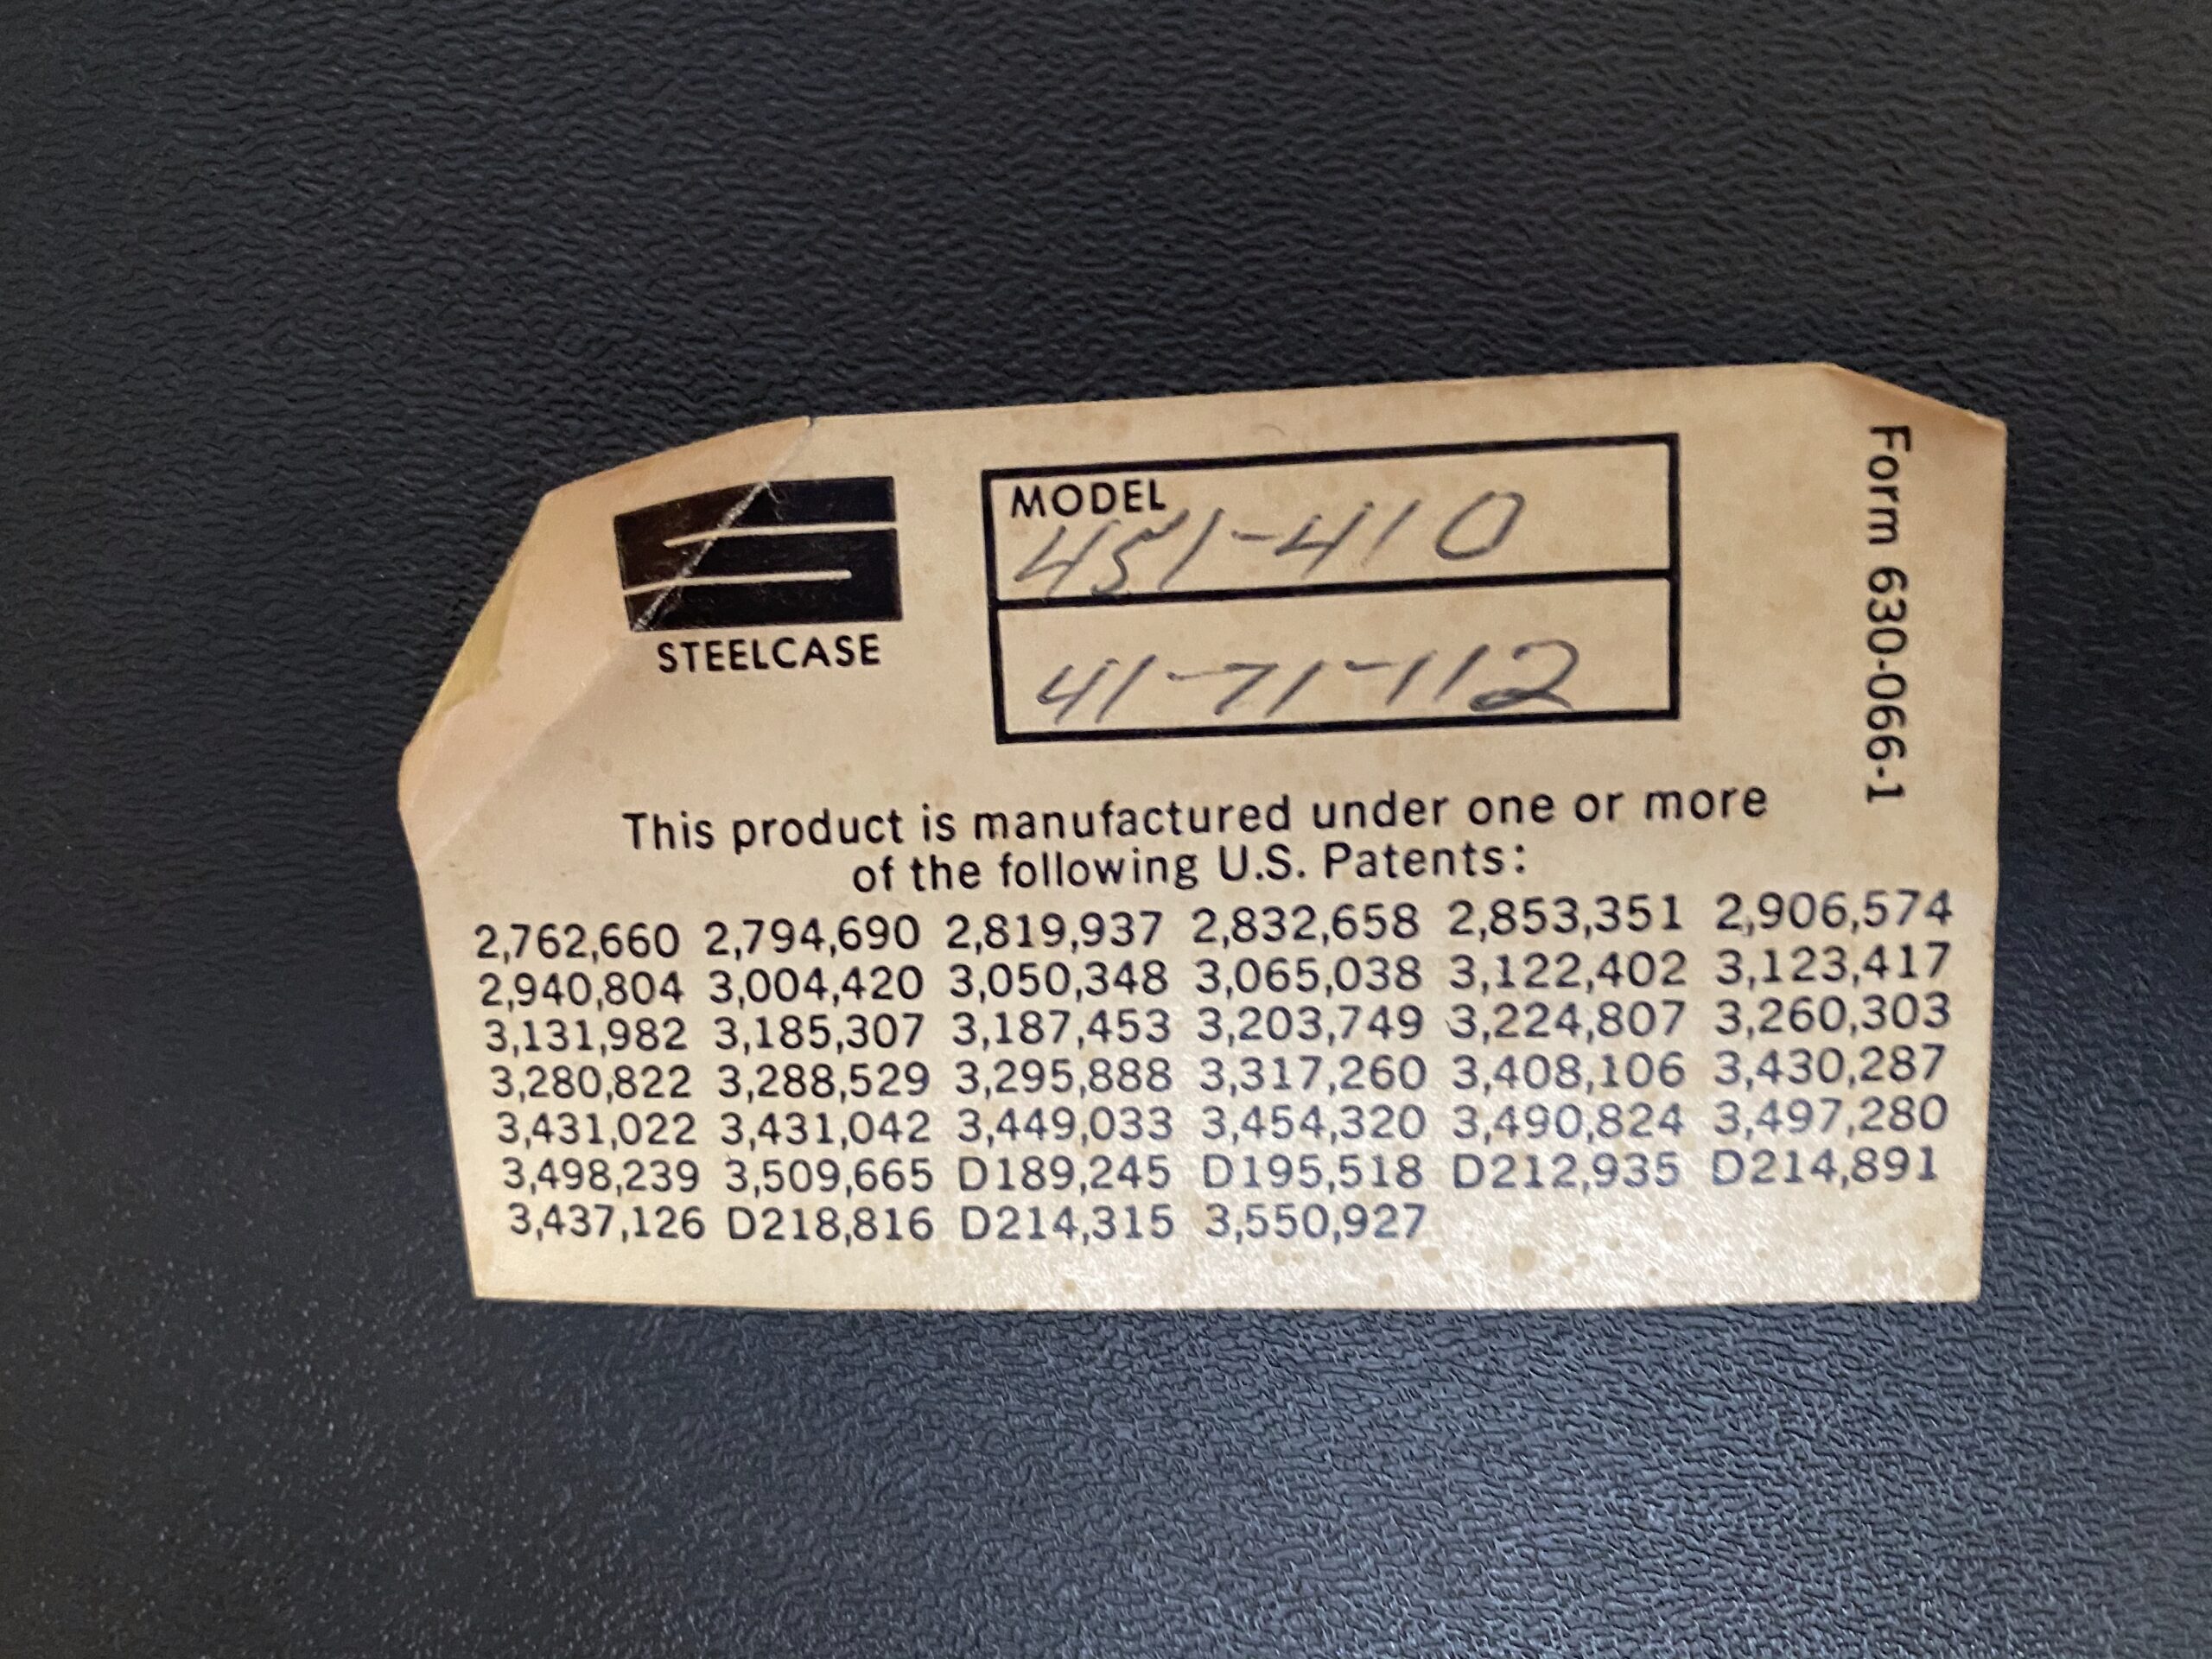 STEELCASE
MODEL
451-410
41-71-112
Form 630-066-1
This product is manufactured under one or more
of the following U.S. Patents:
2,762,660 2,794,690 2,819,937 2,832,658 2,853,351 2,906,574
2,940,804 3,004,420 3,050,348 3,065,038 3,122,402 3,123,417
3,131,982 3,185,307 3,187,453 3,203,749 3,224,807 3,260,303
3,280,822 3,288,529 3,295,888 3,317,260 3,408,106 3,430,287
3,431,022 3,431,042 3,449,033 3,454,320 3,490,824 3,497,280
3,498,239 3,509,665 D189,245 D195,518 D212,935 D214,891
3,437,126 D218,816 D214,315 3,550,927